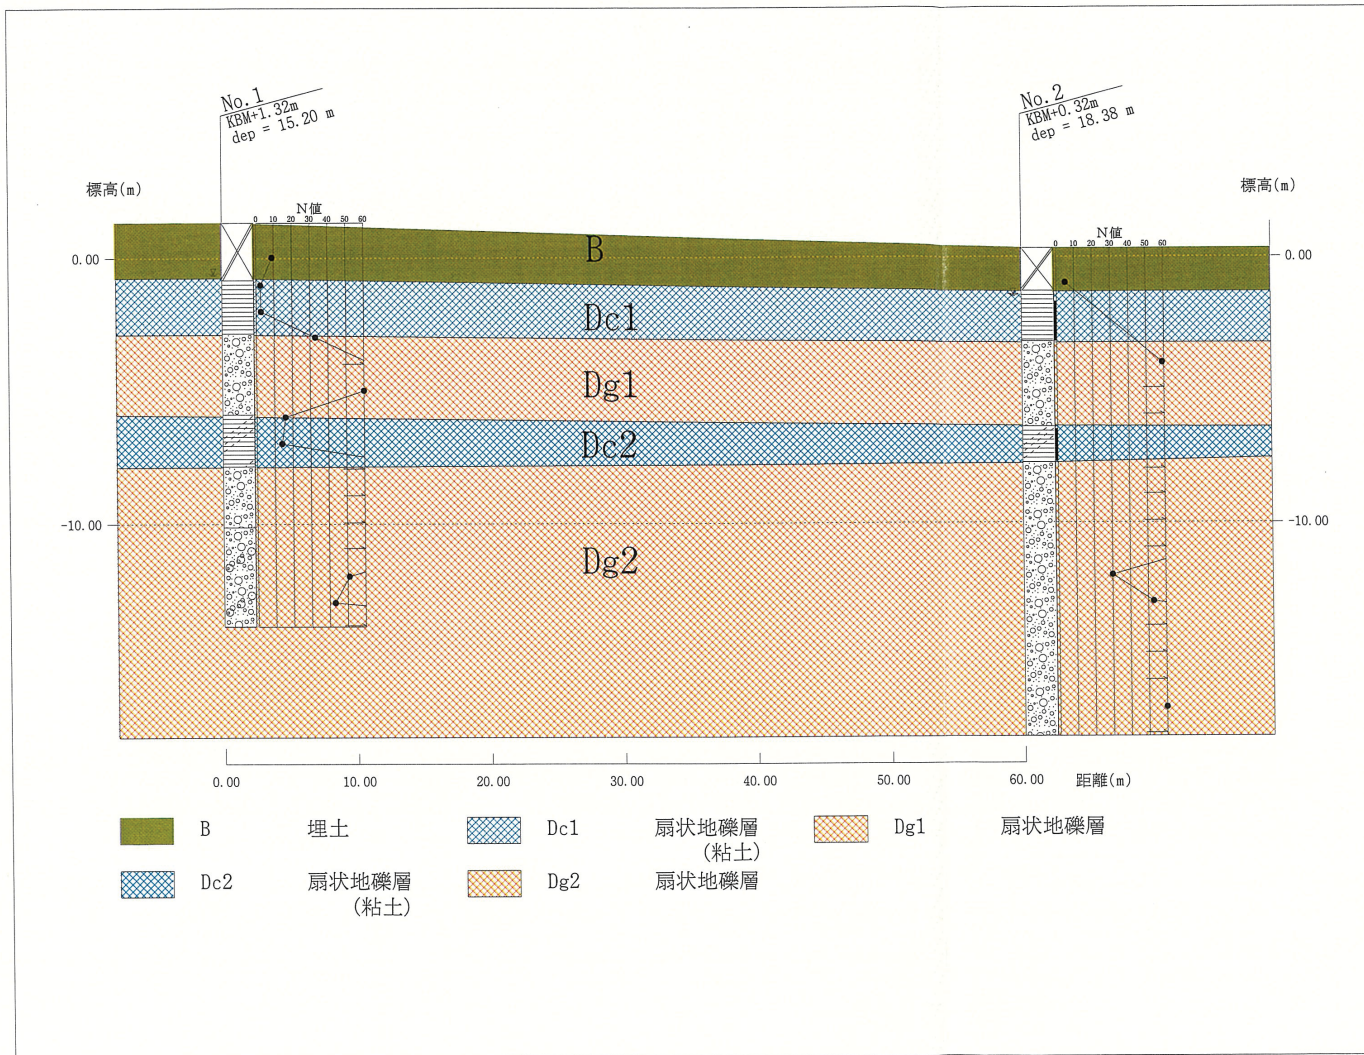 No.1
KBM+1.32m
dep = 15.20 m
No.2
KBM+0.32m
dep = 18.38 m
標高(m)
標高(m)
N値
0 10 20 30 40 50 60
N値
0 10 20 30 40 50 60
0.00
0.00
B
Dc1
Dg1
Dc2
-10.00
-10.00
Dg2
0.00 10.00 20.00 30.00 40.00 50.00 60.00 距離(m)
B 埋土
Dc1 扇状地礫層
(粘土)
Dg1 扇状地礫層
Dc2 扇状地礫層
(粘土)
Dg2 扇状地礫層